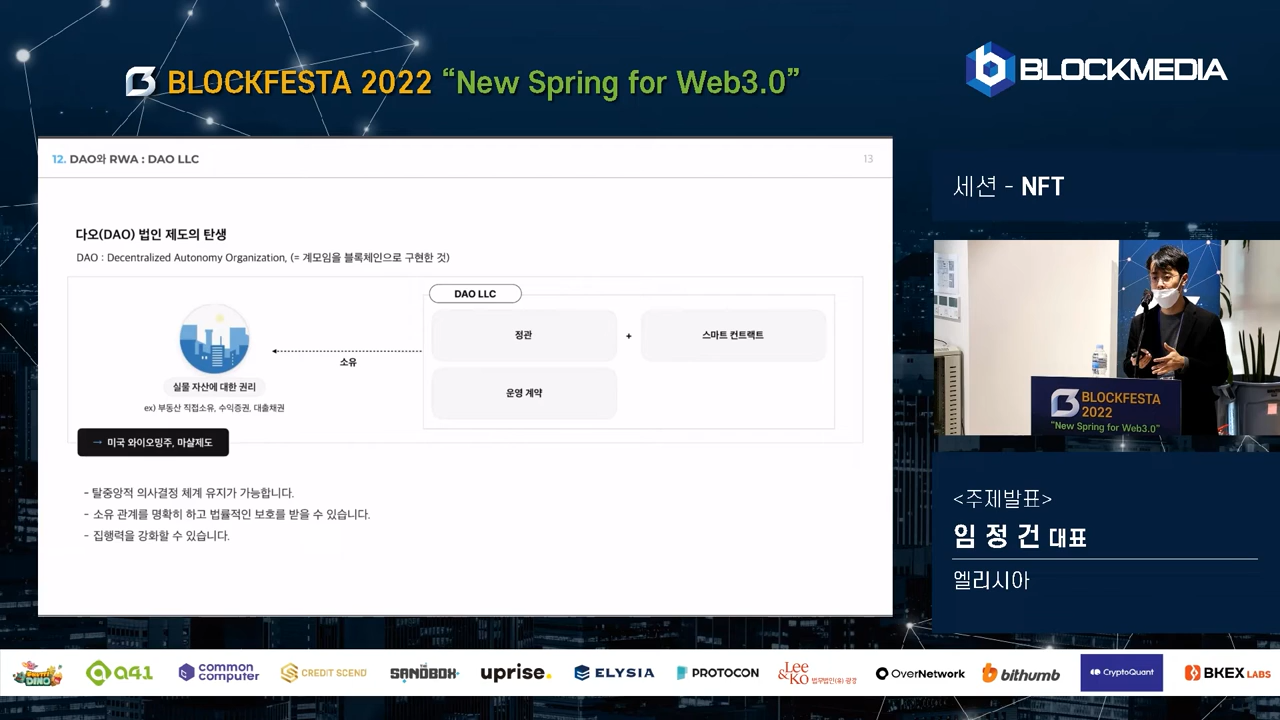 BLOCKFESTA 2022 “New Spring for Web3.0”
BLOCKMEDIA
12. DAO와 RWA : DAO LLC
13
다오(DAO) 법인 제도의 탄생
DAO : Decentralized Autonomy Organization, (= 계모임을 블록체인으로 구현한 것)
DAO LLC
정관
+
스마트 컨트랙트
운영 계약
소유
실물 자산에 대한 권리
ex) 부동산 직접소유, 수익증권, 대출채권
→ 미국 와이오밍주, 마샬제도
- 탈중앙적 의사결정 체계 유지가 가능합니다.
- 소유 관계를 명확히 하고 법률적인 보호를 받을 수 있습니다.
- 집행력을 강화할 수 있습니다.
세션 - NFT
BLOCKFESTA
2022
“New Spring for Web3.0”
<주제발표>
임 정 건 대표
엘리시아
DINO
a41
common computer
CREDIT SCEND
THE SANDBOX
uprise.
ELYSIA
PROTOCON
Lee &Ko 법무법인(유) 광장
OverNetwork
bithumb
CryptoQuant
BKEX LABS